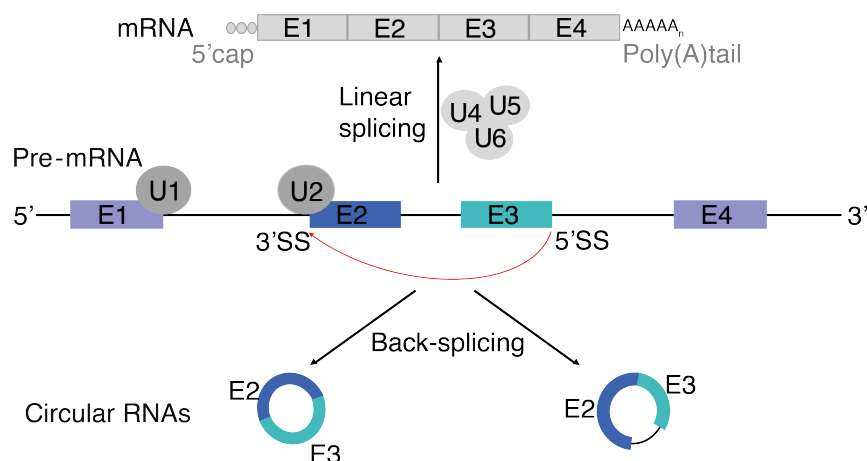 mRNA E1 E2 E3 E4 AAAAAn
5'cap Poly(A)tail
Linear
splicing
U4 U5
U6
Pre-mRNA
U1 U2
5' E1 E2 E3 E4 3'
3'SS 5'SS
Back-splicing
Circular RNAs
E2
E3
E2 E3